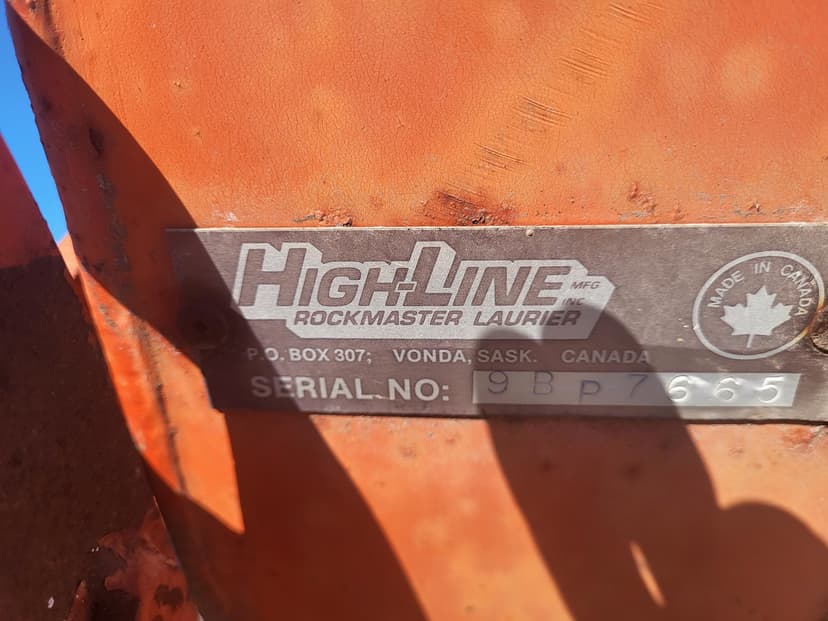 HIGH-LINE MFG INC
ROCKMASTER LAURIER
P.O. BOX 307; VONDA, SASK. CANADA
SERIAL NO: 9BP7665
MADE IN CANADA